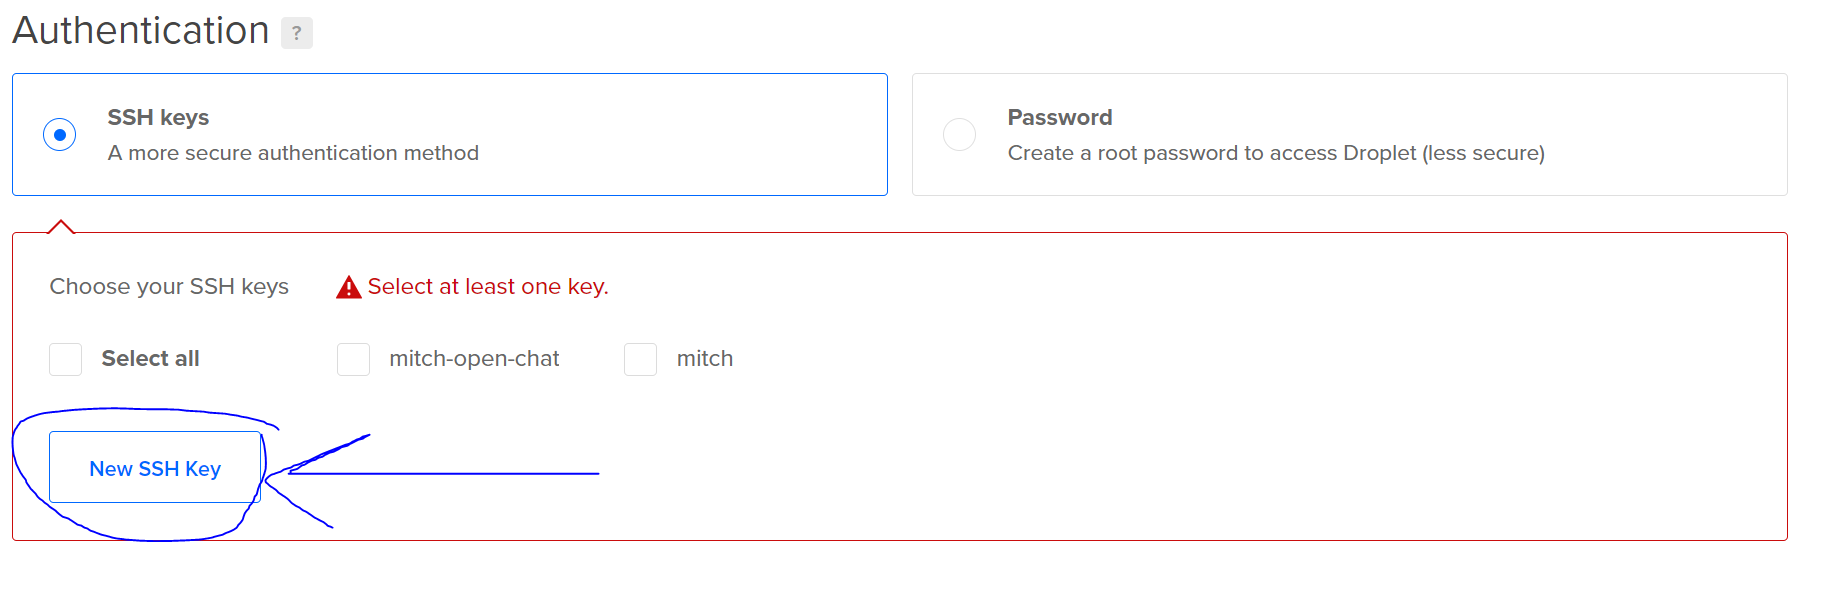 Authentication ?
SSH keys
A more secure authentication method
Password
Create a root password to access Droplet (less secure)
Choose your SSH keys
Select at least one key.
Select all
mitch-open-chat
mitch
New SSH Key